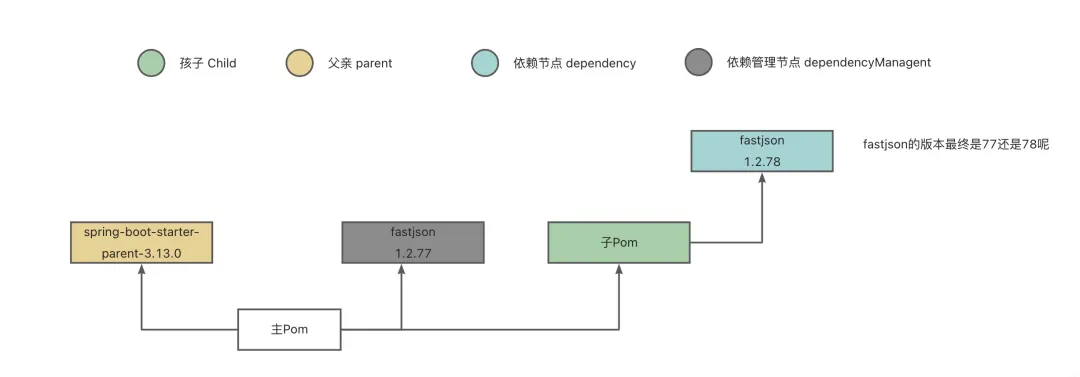 孩子 Child
父亲 parent
依赖节点 dependency
依赖管理节点 dependencyManagent
fastjson
1.2.78
fastjson的版本最终是77还是78呢
spring-boot-starter-
parent-3.13.0
fastjson
1.2.77
子Pom
主Pom